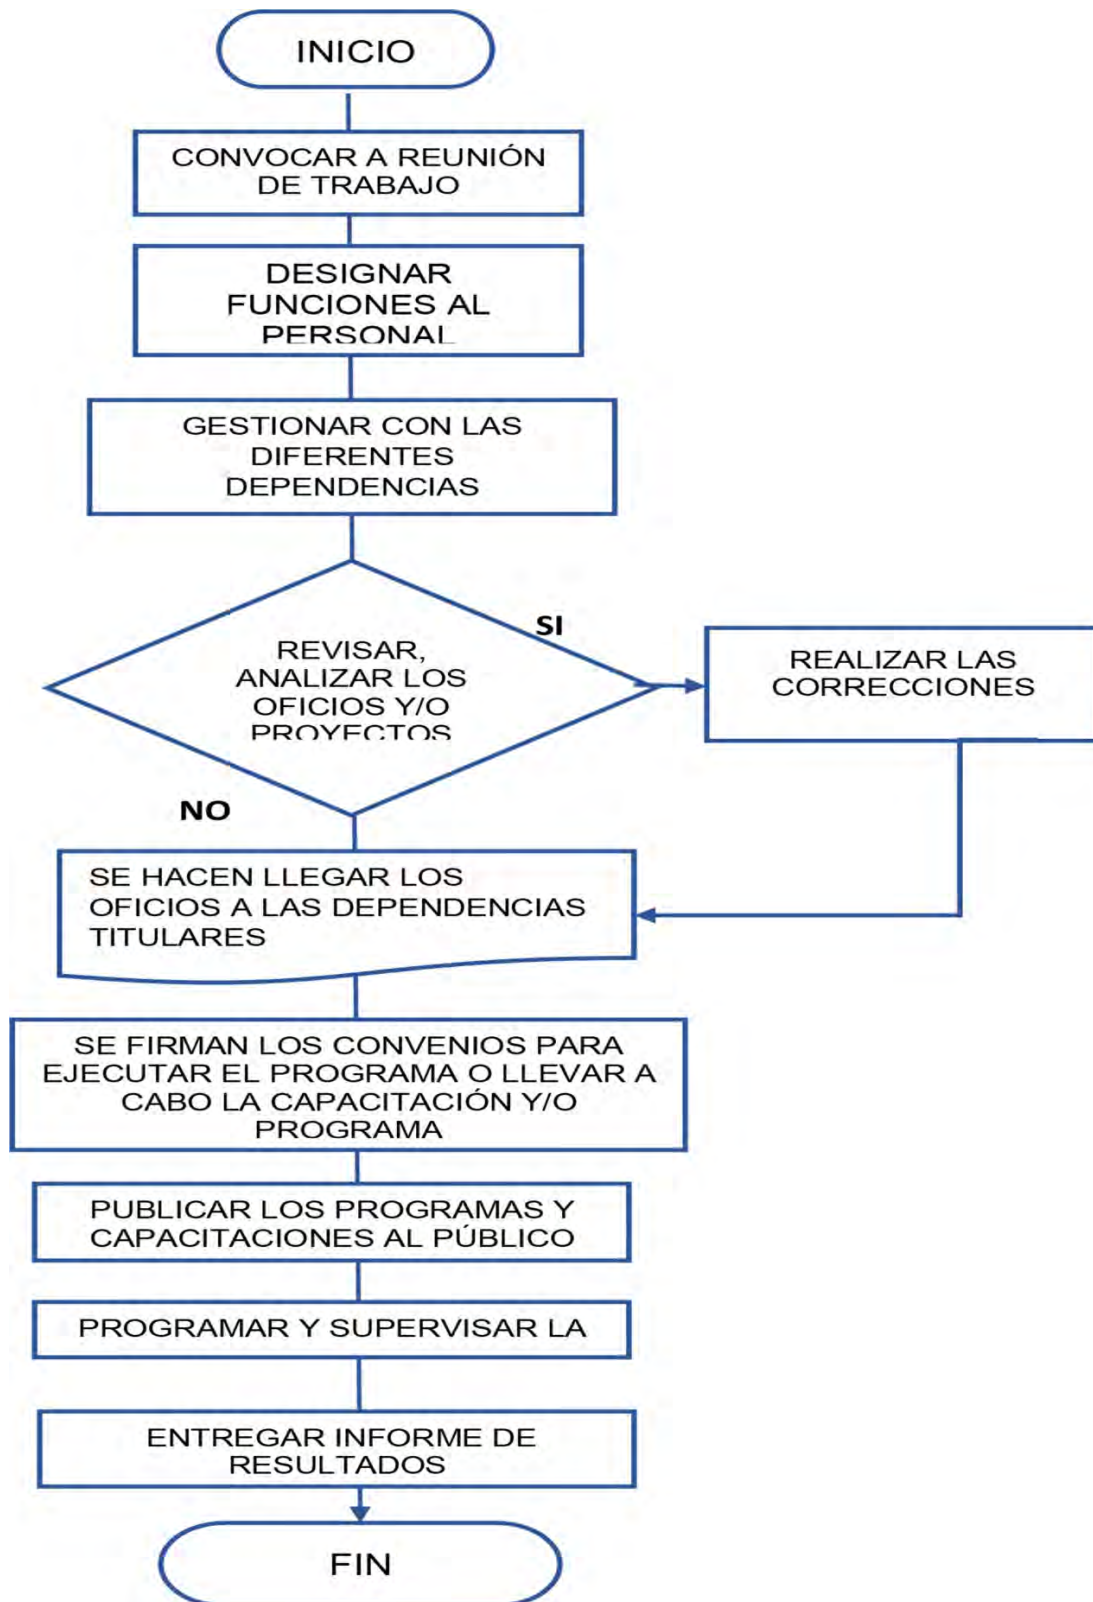 INICIO
CONVOCAR A REUNIÓN
DE TRABAJO
DESIGNAR
FUNCIONES AL
PERSONAL
GESTIONAR CON LAS
DIFERENTES
DEPENDENCIAS
SI
REVISAR,
ANALIZAR LOS
OFICIOS Y/O
PROYECTOS
REALIZAR LAS
CORRECCIONES
NO
SE HACEN LLEGAR LOS
OFICIOS A LAS DEPENDENCIAS
TITULARES
SE FIRMAN LOS CONVENIOS PARA
EJECUTAR EL PROGRAMA O LLEVAR A
CABO LA CAPACITACIÓN Y/O
PROGRAMA
PUBLICAR LOS PROGRAMAS Y
CAPACITACIONES AL PÚBLICO
PROGRAMAR Y SUPERVISAR LA
ENTREGAR INFORME DE
RESULTADOS
FIN